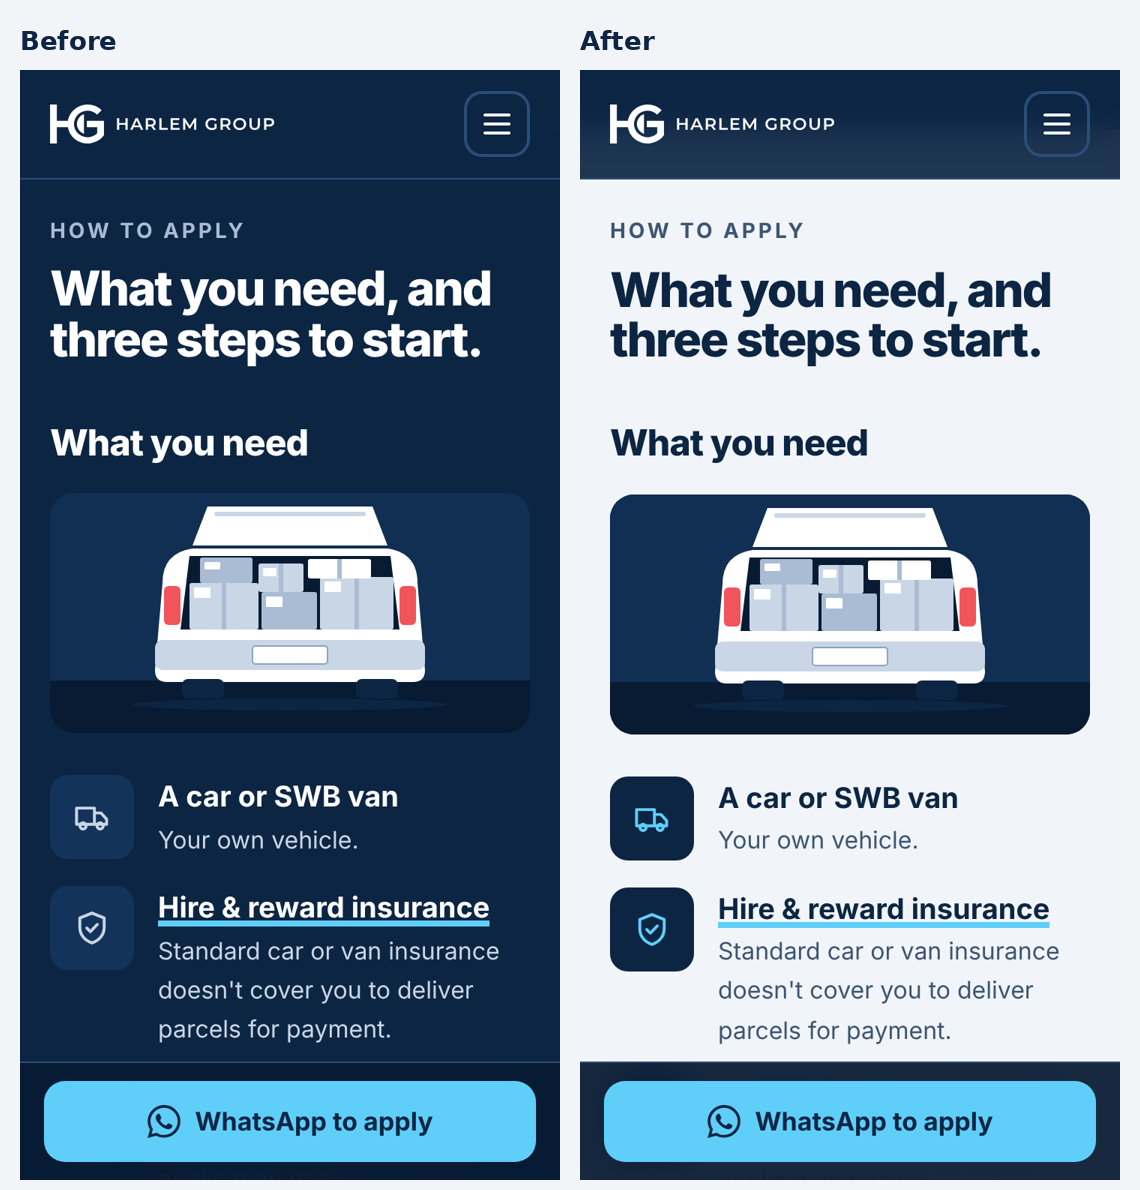 Before
HG HARLEM GROUP
HOW TO APPLY
What you need, and
three steps to start.
What you need
A car or SWB van
Your own vehicle.
Hire & reward insurance
Standard car or van insurance
doesn't cover you to deliver
parcels for payment.
WhatsApp to apply
After
HG HARLEM GROUP
HOW TO APPLY
What you need, and
three steps to start.
What you need
A car or SWB van
Your own vehicle.
Hire & reward insurance
Standard car or van insurance
doesn't cover you to deliver
parcels for payment.
WhatsApp to apply